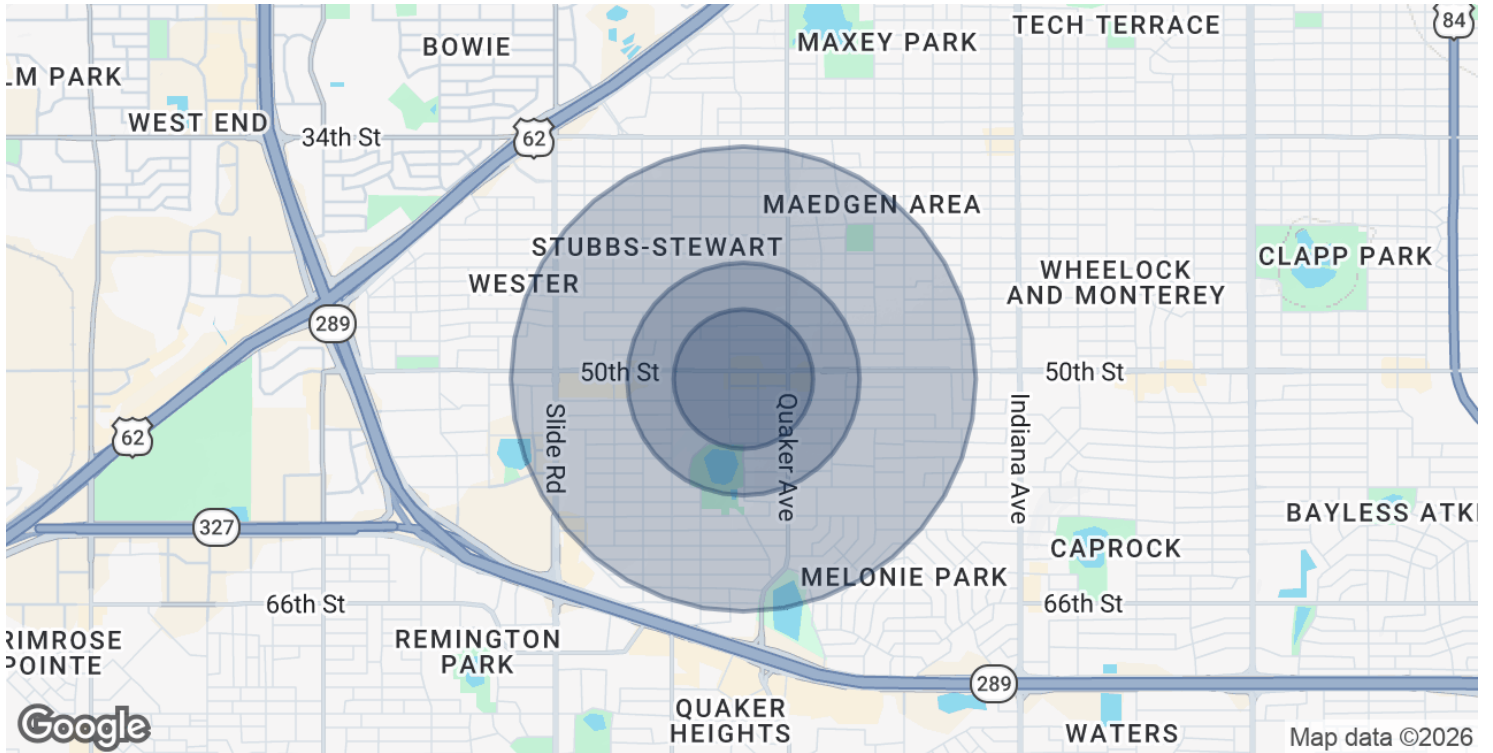 BOWIE
MAXEY PARK
TECH TERRACE
84
LM PARK
WEST END
34th St
62
MAEDGEN AREA
STUBBS-STEWART
WESTER
WHEELOCK
AND MONTEREY
CLAPP PARK
289
50th St
50th St
Slide Rd
Quaker Ave
Indiana Ave
62
327
BAYLESS ATKI
CAPROCK
MELONIE PARK
66th St
66th St
RIMROSE
POINTE
REMINGTON
PARK
289
QUAKER
HEIGHTS
WATERS
Google
Map data ©2026